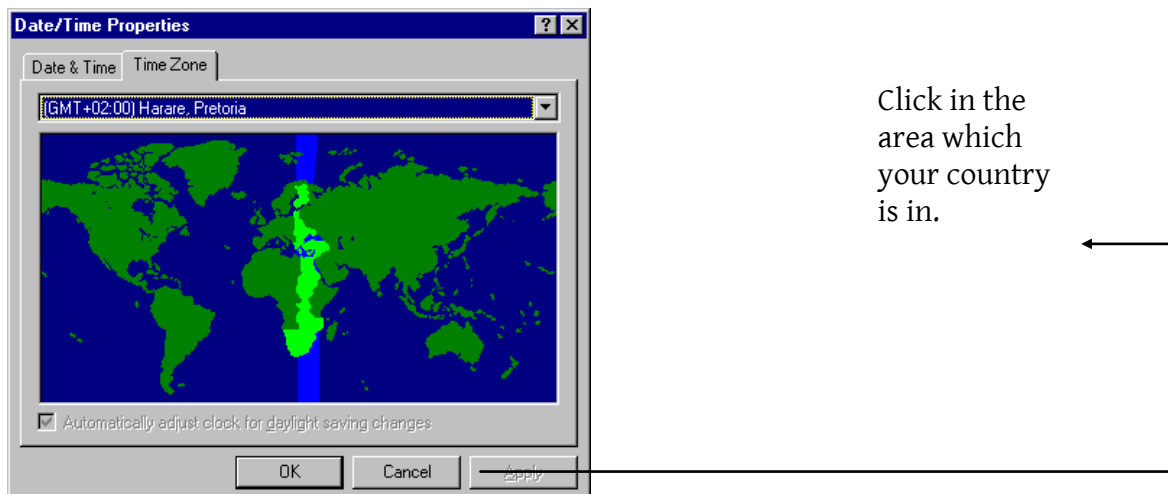 Date/Time Properties
Date & Time Time Zone
(GMT+02:00) Harare, Pretoria
Automatically adjust clock for daylight saving changes
OK Cancel Apply
Click in the
area which
your country
is in.